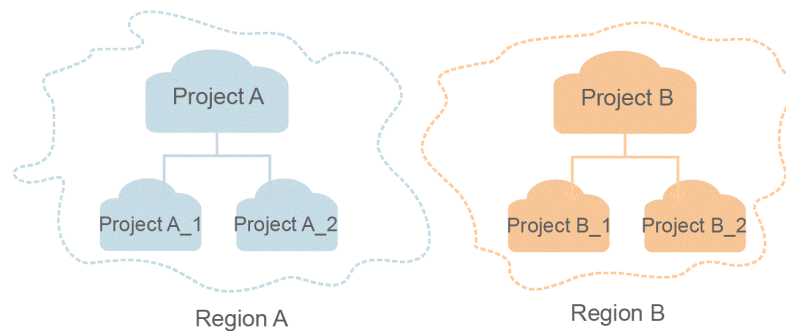 Project A
Project B
Project A_1
Project A_2
Project B_1
Project B_2
Region A
Region B